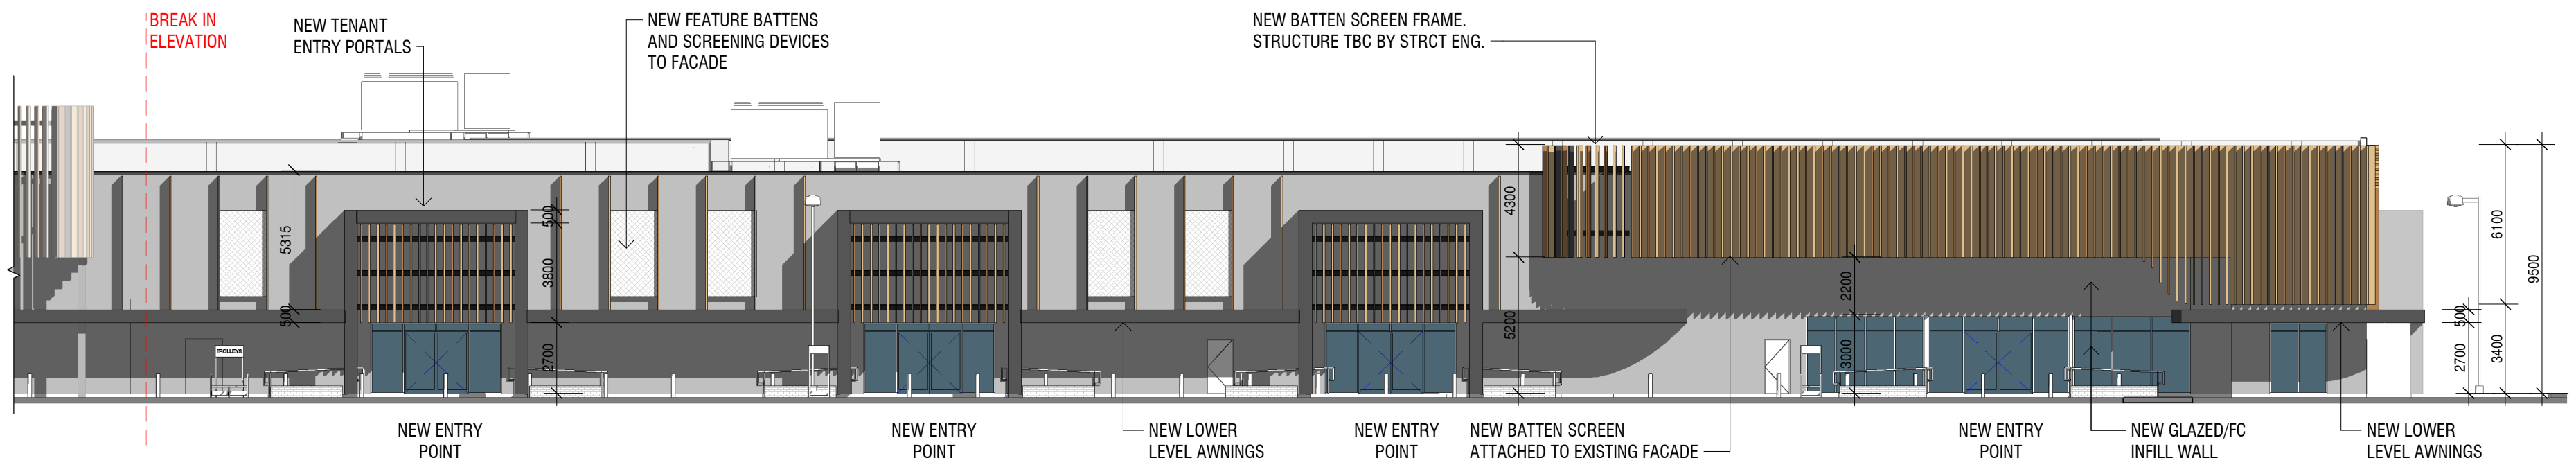 BREAK IN
ELEVATION
NEW TENANT
ENTRY PORTALS
NEW FEATURE BATTENS
AND SCREENING DEVICES
TO FACADE
NEW BATTEN SCREEN FRAME.
STRUCTURE TBC BY STRCT ENG.
5315
500
500
3800
2700
4300
5200
2200
3000
500
2700
6100
3400
9500
TROLLEYS
NEW ENTRY
POINT
NEW ENTRY
POINT
NEW LOWER
LEVEL AWNINGS
NEW ENTRY
POINT
NEW BATTEN SCREEN
ATTACHED TO EXISTING FACADE
NEW ENTRY
POINT
NEW GLAZED/FC
INFILL WALL
NEW LOWER
LEVEL AWNINGS